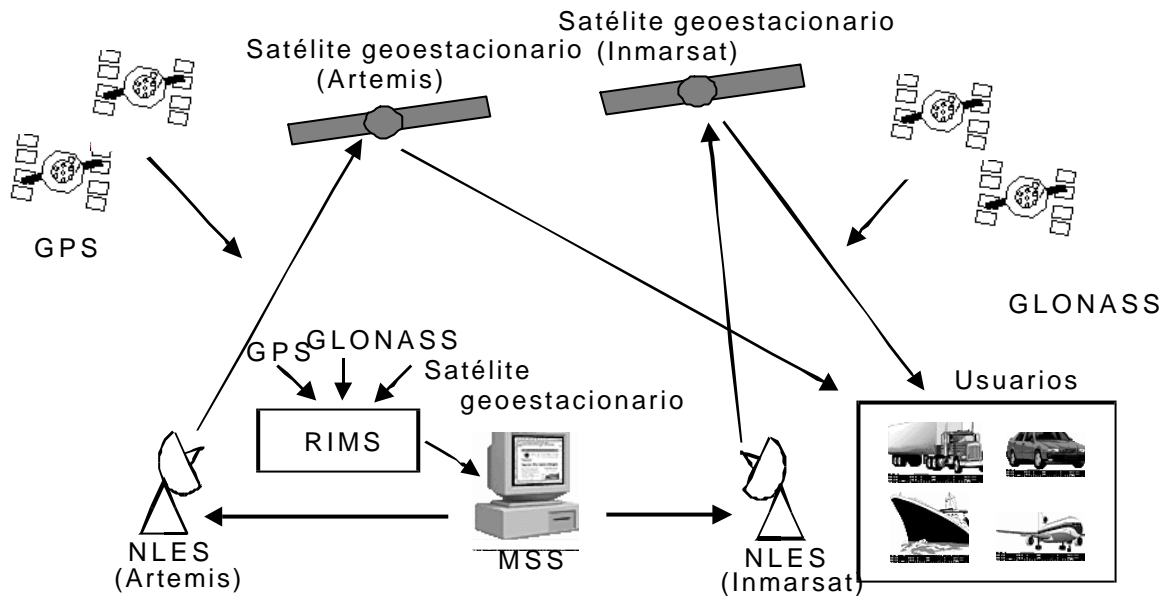 Satélite geoestacionario
(Artemis)
Satélite geoestacionario
(Inmarsat)
GPS
GLONASS
GPS
GLONASS
Satélite
geoestacionario
RIMS
Usuarios
NLES
(Artemis)
MSS
NLES
(Inmarsat)